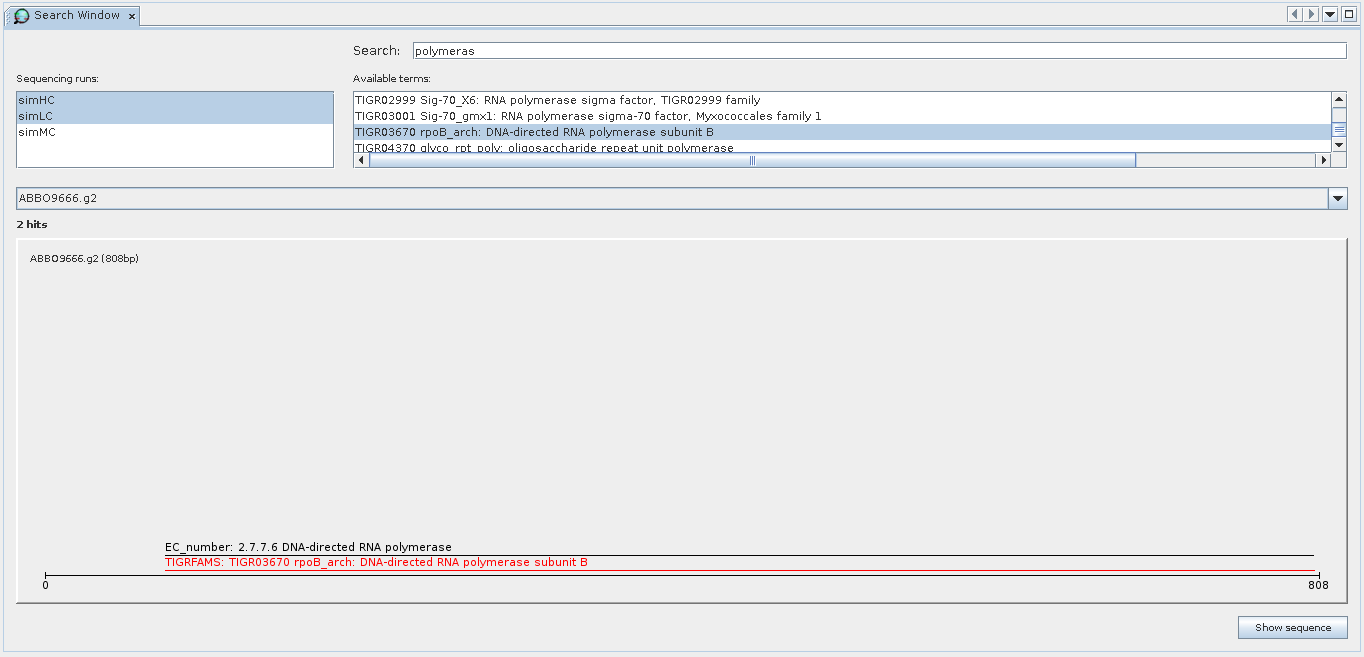 Search Window
Search: polymeras
Sequencing runs:
Available terms:
simHC
simLC
simMC
TIGR02999 Sig-70_X6: RNA polymerase sigma factor, TIGR02999 family
TIGR03001 Sig-70_gmx1: RNA polymerase sigma-70 factor, Myxococcales family 1
TIGR03670 rpoB_arch: DNA-directed RNA polymerase subunit B
TIGR04370 glyco_rpt_poly: oligosaccharide repeat unit polymerase
ABBO9666.g2
2 hits
ABBO9666.g2 (808bp)
EC_number: 2.7.7.6 DNA-directed RNA polymerase
TIGRFAMS: TIGR03670 rpoB_arch: DNA-directed RNA polymerase subunit B
0
808
Show sequence